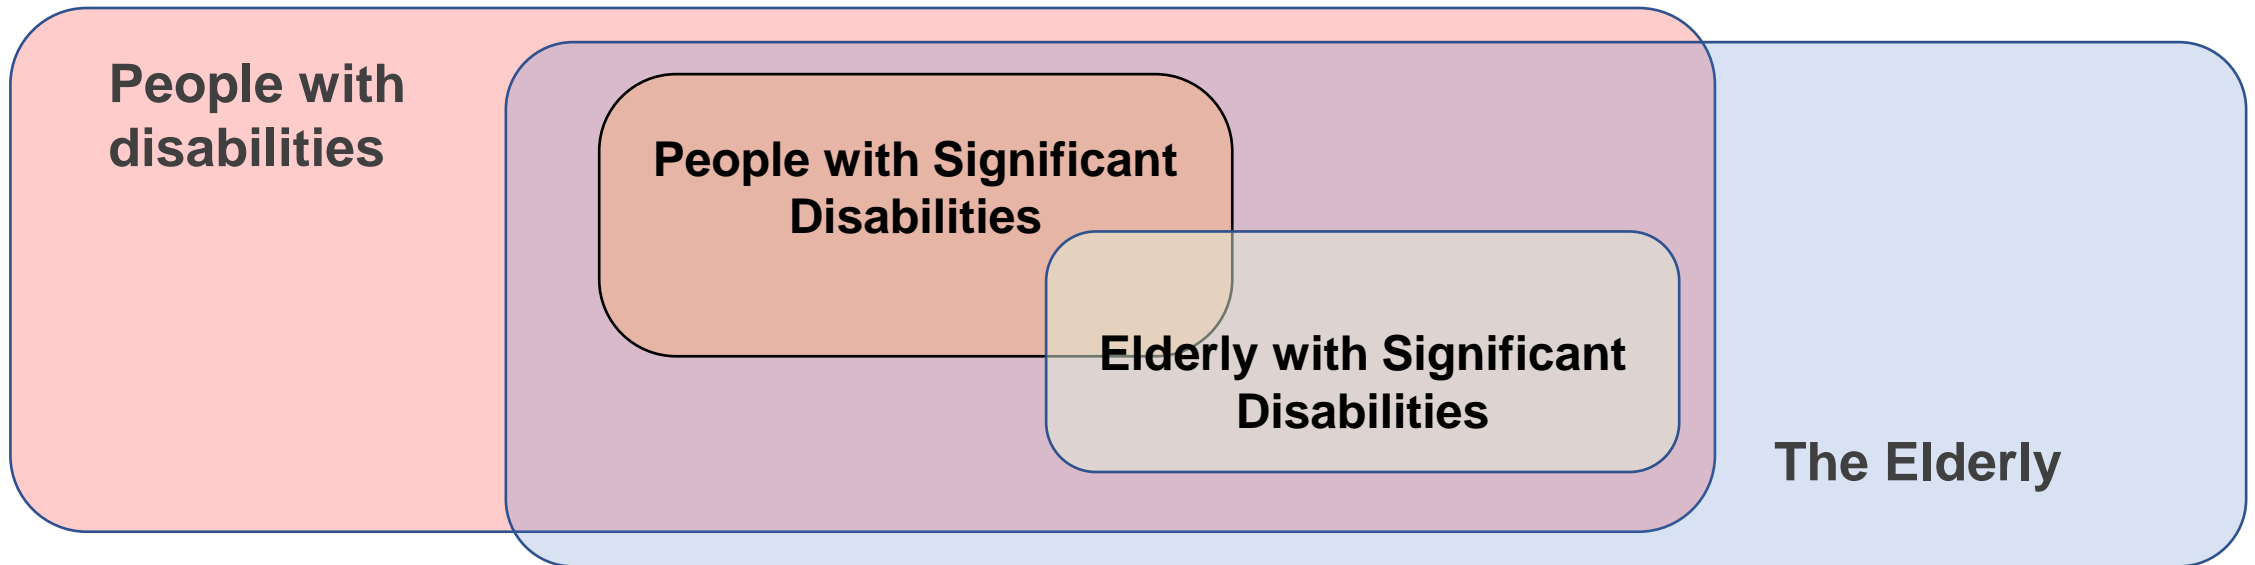 People with
disabilities
People with Significant
Disabilities
Elderly with Significant
Disabilities
The Elderly